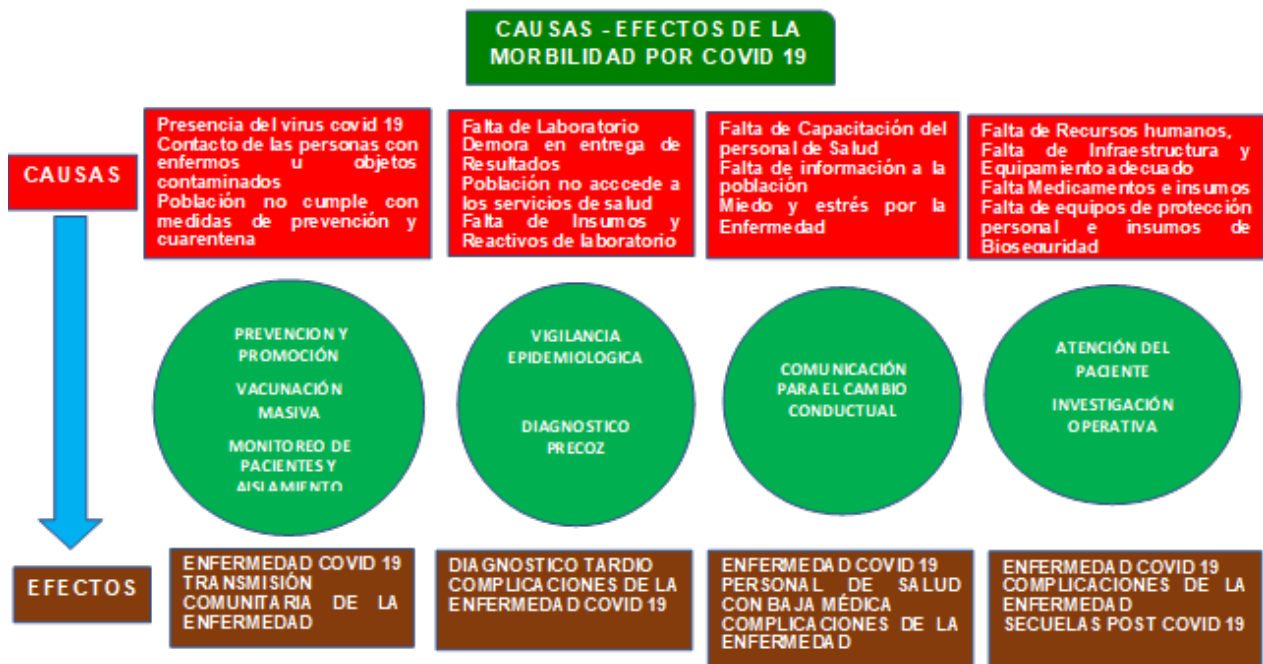 CAUSAS - EFECTOS DE LA
MORBILIDAD POR COVID 19
CAUSAS
Presencia del virus covid 19
Contacto de las personas con
enfermos u objetos
contaminados
Población no cumple con
medidas de prevención y
cuarentena
Falta de Laboratorio
Demora en entrega de
Resultados
Población no acccede a
los servicios de salud
Falta de Insumos y
Reactivos de laboratorio
Falta de Capacitación del
personal de Salud
Falta de información a la
población
Miedo y estrés por la
Enfermedad
Falta de Recursos humanos,
Falta de Infraestructura y
Equipamiento adecuado
Falta Medicamentos e insumos
Falta de equipos de protección
personal e insumos de
Bioseguridad
PREVENCION Y
PROMOCIÓN
VACUNACIÓN
MASIVA
MONITOREO DE
PACIENTES Y
AISLAMIENTO
VIGILANCIA
EPIDEMIOLOGICA
DIAGNOSTICO
PRECOZ
COMUNICACIÓN
PARA EL CAMBIO
CONDUCTUAL
ATENCIÓN DEL
PACIENTE
INVESTIGACIÓN
OPERATIVA
EFECTOS
ENFERMEDAD COVID 19
TRANSMISIÓN
COMUNITARIA DE LA
ENFERMEDAD
DIAGNOSTICO TARDIO
COMPLICACIONES DE LA
ENFERMEDAD COVID 19
ENFERMEDAD COVID 19
PERSONAL DE SALUD
CON BAJA MÉDICA
COMPLICACIONES DE LA
ENFERMEDAD
ENFERMEDAD COVID 19
COMPLICACIONES DE LA
ENFERMEDAD
SECUELAS POST COVID 19